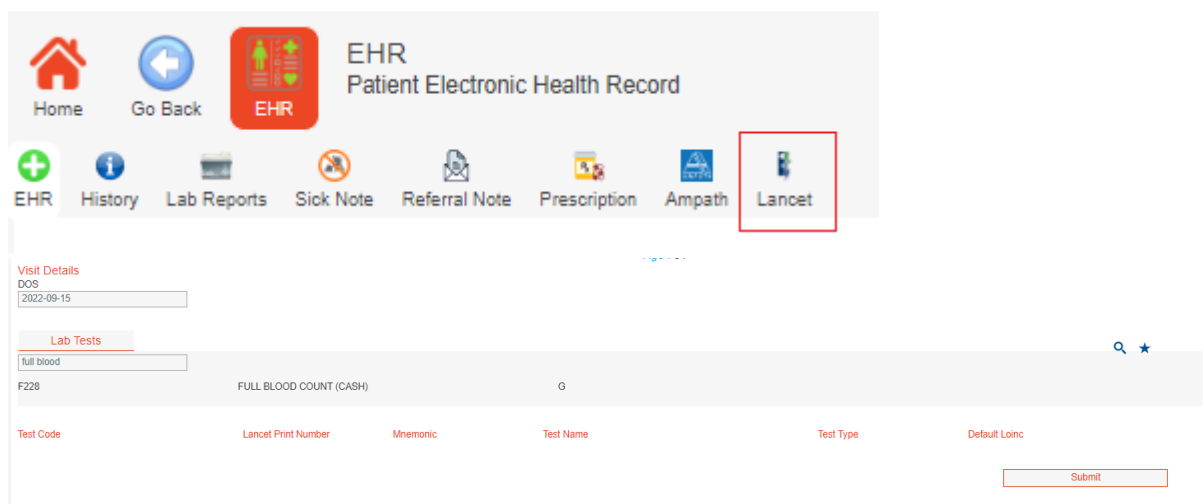 EHR
Patient Electronic Health Record
Home Go Back EHR
EHR History Lab Reports Sick Note Referral Note Prescription Ampath Lancet
Visit Details
DOS
2022-09-15
Lab Tests
full blood
F228 FULL BLOOD COUNT (CASH) G
Test Code Lancet Print Number Mnemonic Test Name Test Type Default Loinc
Submit